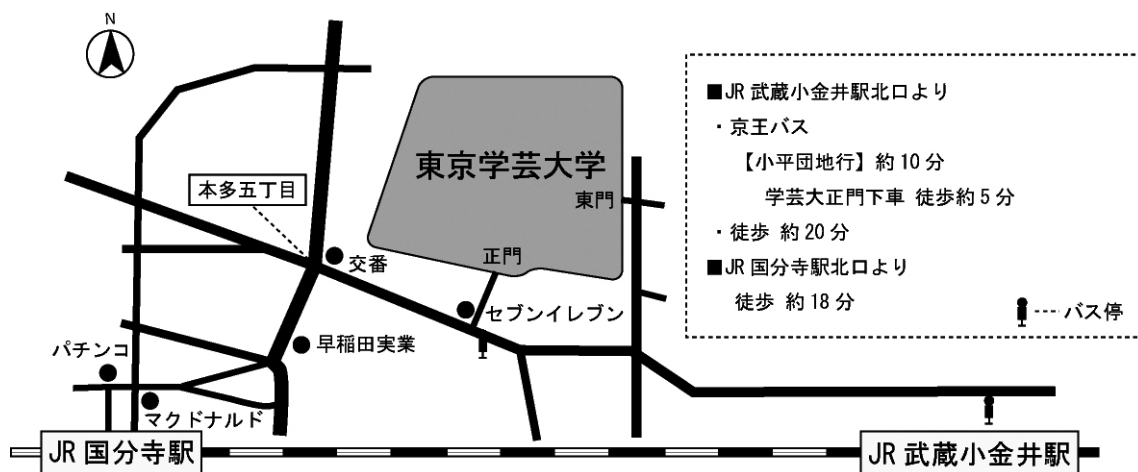 N
本多五丁目
交番
東京学芸大学
東門
正門
セブンイレブン
早稲田実業
パチンコ
マクドナルド
JR 国分寺駅
JR 武蔵小金井駅
■JR 武蔵小金井駅北口より
・京王バス
【小平団地行】約 10 分
学芸大正門下車 徒歩約 5 分
・徒歩 約 20 分
■JR 国分寺駅北口より
徒歩 約 18 分
バス停